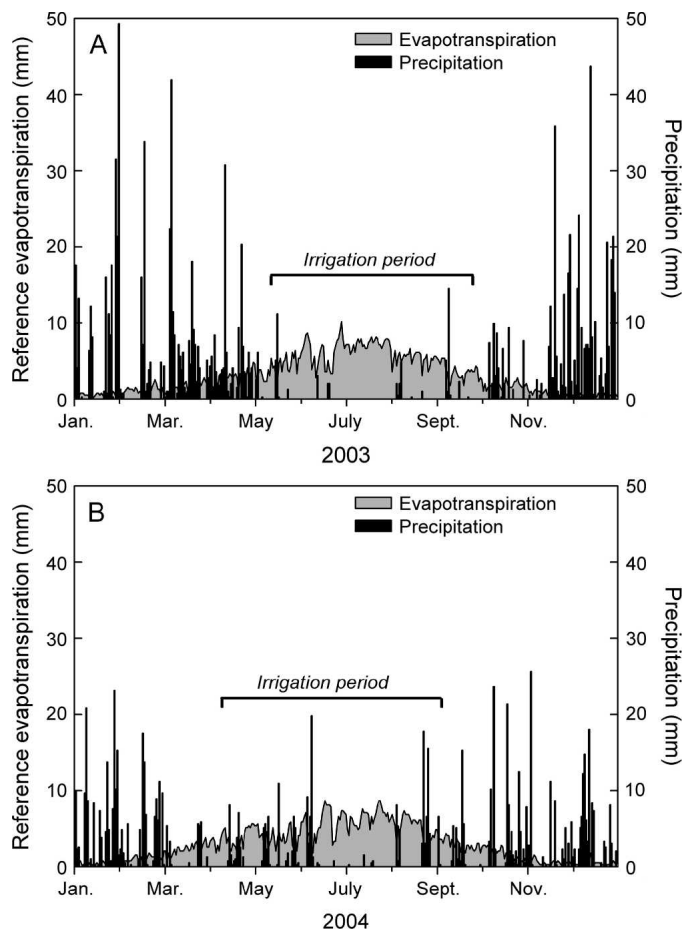 A
Evapotranspiration
Precipitation
Reference evapotranspiration (mm)
Precipitation (mm)
50
40
30
20
10
0
50
40
30
20
10
0
Irrigation period
Jan. Mar. May July Sept. Nov.
2003
B
Evapotranspiration
Precipitation
Reference evapotranspiration (mm)
Precipitation (mm)
50
40
30
20
10
0
50
40
30
20
10
0
Irrigation period
Jan. Mar. May July Sept. Nov.
2004